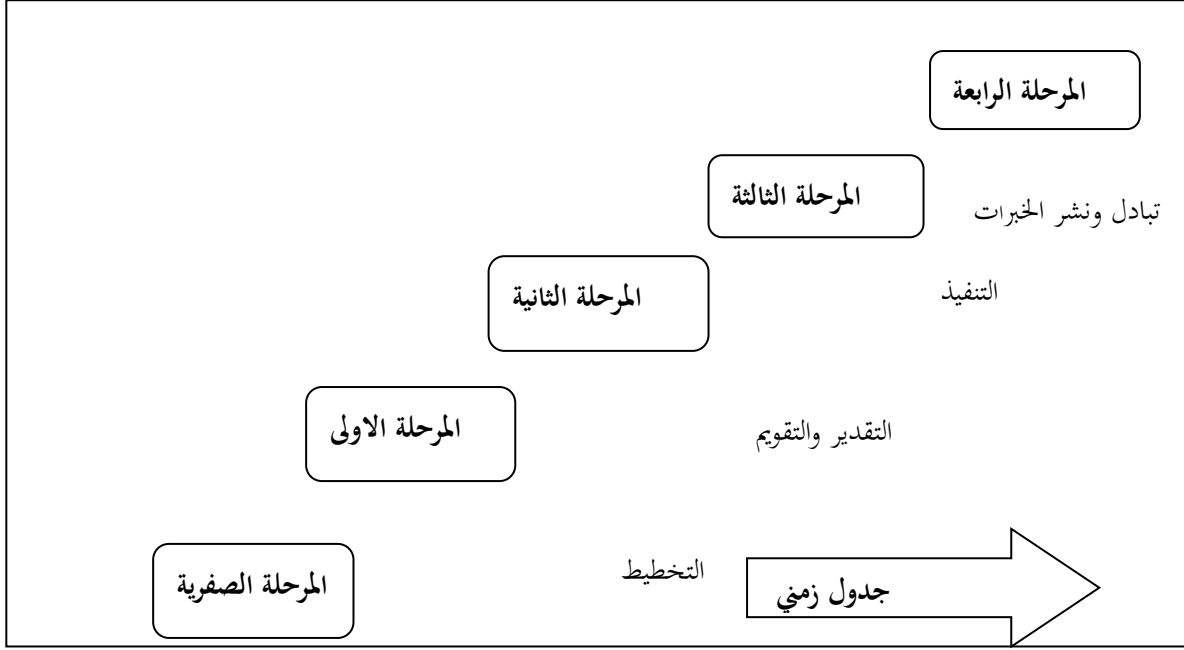 المرحلة الرابعة
المرحلة الثالثة
تبادل ونشر الخبرات
المرحلة الثانية
التنفيذ
المرحلة الاولى
التقدير والتقويم
المرحلة الصفرية
التخطيط
جدول زمني